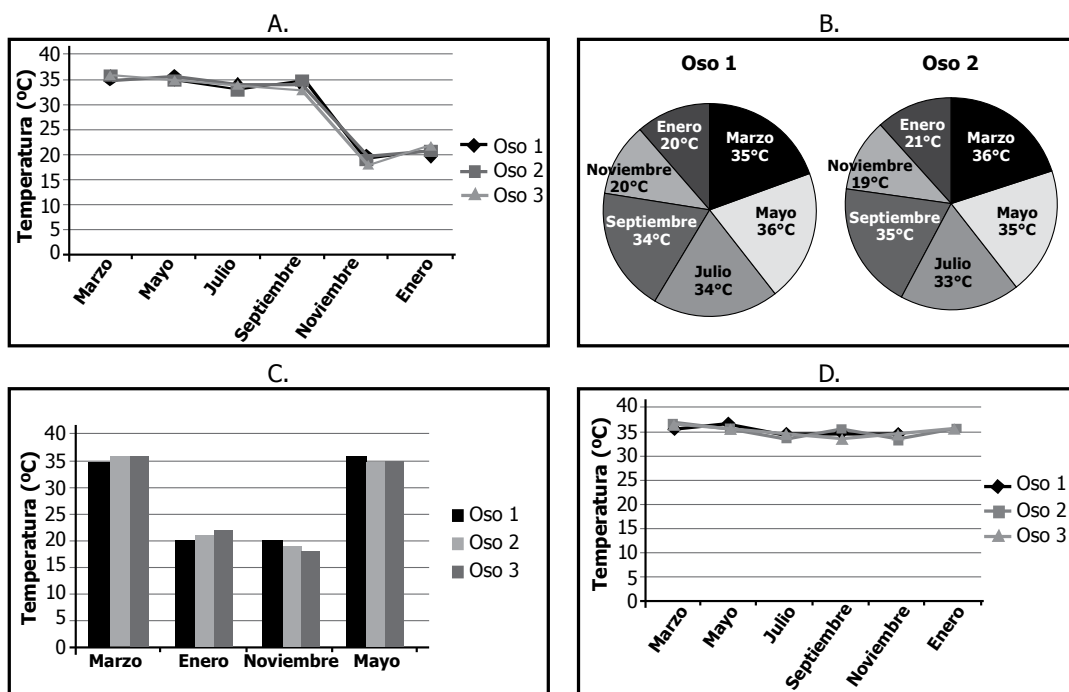 A.
Temperatura (ºC)
40
35
30
25
20
15
10
5
0
Marzo
Mayo
Julio
Septiembre
Noviembre
Enero
Oso 1
Oso 2
Oso 3
B.
Oso 1
Enero
20°C
Marzo
35°C
Noviembre
20°C
Mayo
36°C
Septiembre
34°C
Julio
34°C
Oso 2
Enero
21°C
Marzo
36°C
Noviembre
19°C
Mayo
35°C
Septiembre
35°C
Julio
33°C
C.
Temperatura (ºC)
40
35
30
25
20
15
10
5
0
Marzo
Enero
Noviembre
Mayo
Oso 1
Oso 2
Oso 3
D.
Temperatura (ºC)
40
35
30
25
20
15
10
5
0
Marzo
Mayo
Julio
Septiembre
Noviembre
Enero
Oso 1
Oso 2
Oso 3